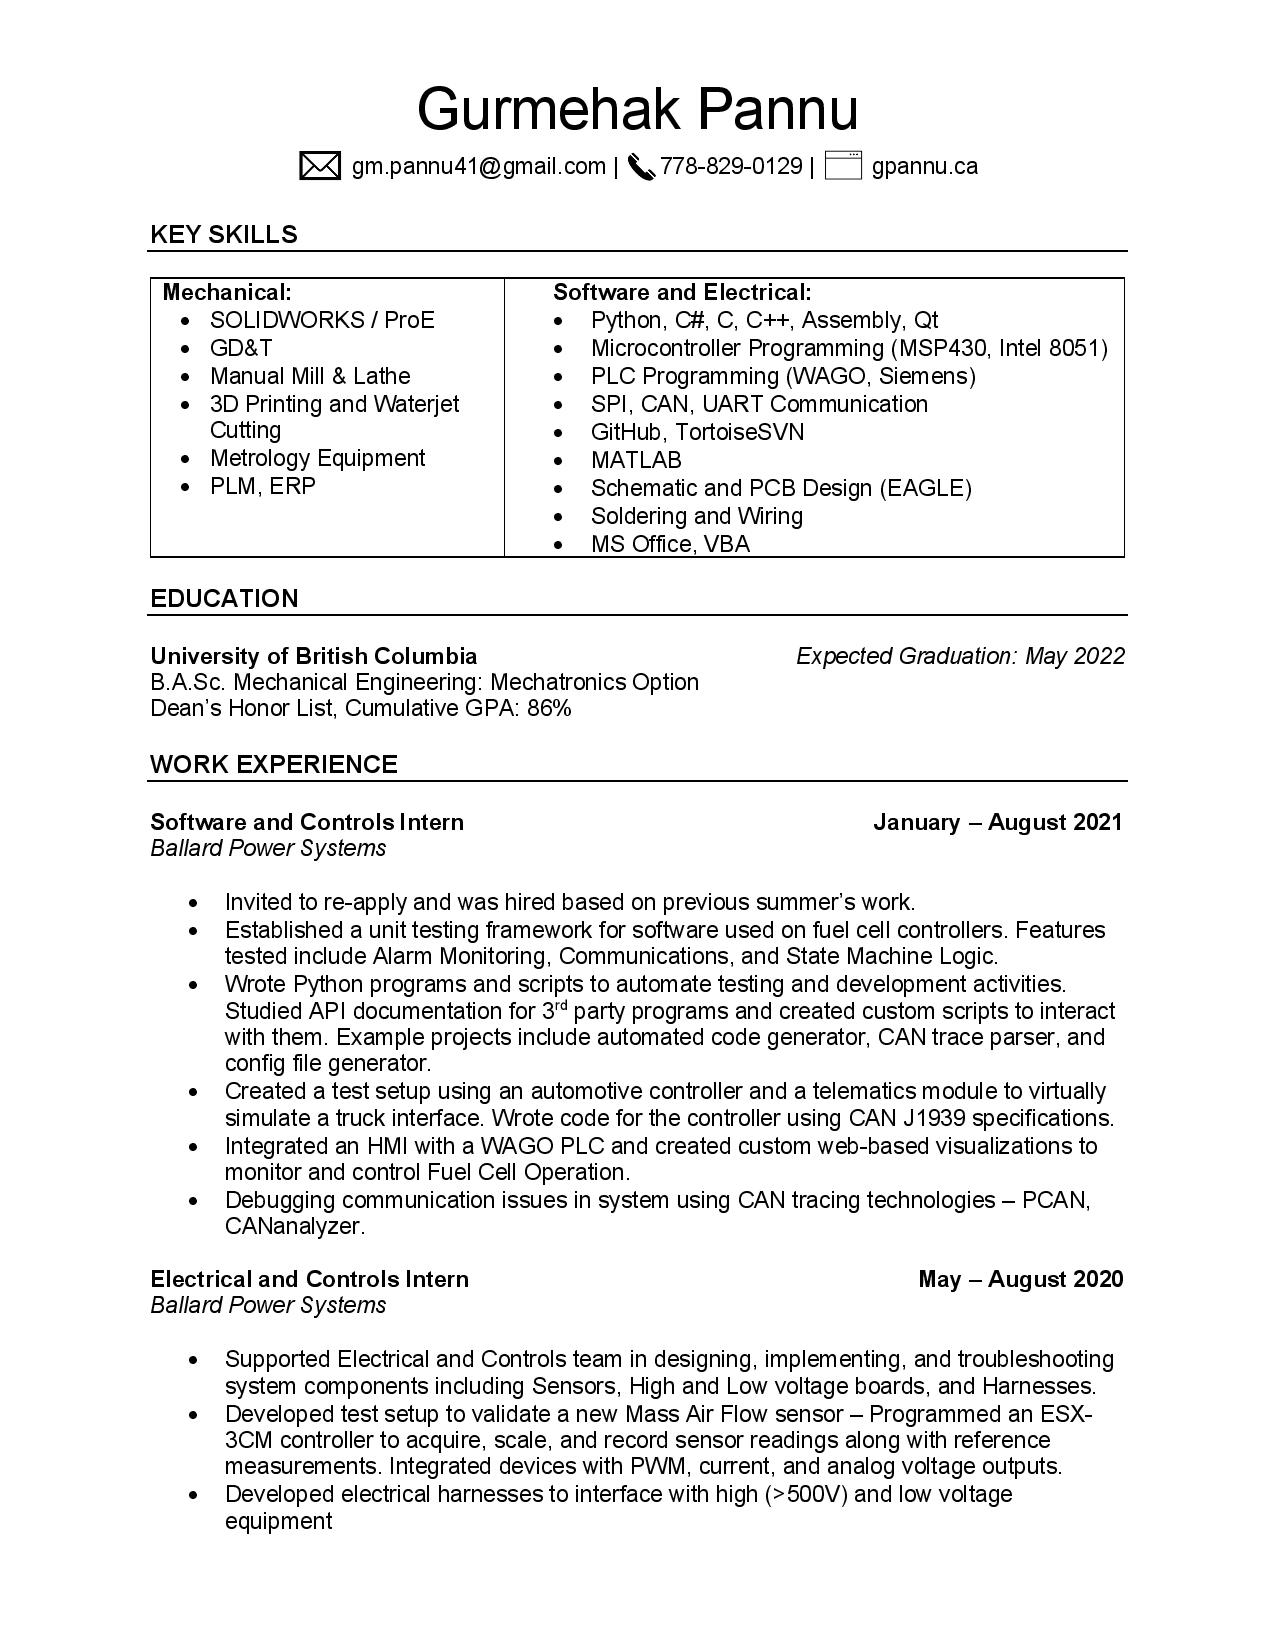 Gurmehak Pannu
gm.pannu41@gmail.com | 778-829-0129 | gpannu.ca
KEY SKILLS
Mechanical:
• SOLIDWORKS / ProE
• GD&T
• Manual Mill & Lathe
• 3D Printing and Waterjet
Cutting
• Metrology Equipment
• PLM, ERP
Software and Electrical:
• Python, C#, C, C++, Assembly, Qt
• Microcontroller Programming (MSP430, Intel 8051)
• PLC Programming (WAGO, Siemens)
• SPI, CAN, UART Communication
• GitHub, TortoiseSVN
• MATLAB
• Schematic and PCB Design (EAGLE)
• Soldering and Wiring
• MS Office, VBA
EDUCATION
University of British Columbia Expected Graduation: May 2022
B.A.Sc. Mechanical Engineering: Mechatronics Option
Dean’s Honor List, Cumulative GPA: 86%
WORK EXPERIENCE
Software and Controls Intern January – August 2021
Ballard Power Systems
• Invited to re-apply and was hired based on previous summer’s work.
• Established a unit testing framework for software used on fuel cell controllers. Features
tested include Alarm Monitoring, Communications, and State Machine Logic.
• Wrote Python programs and scripts to automate testing and development activities.
Studied API documentation for 3rd party programs and created custom scripts to interact
with them. Example projects include automated code generator, CAN trace parser, and
config file generator.
• Created a test setup using an automotive controller and a telematics module to virtually
simulate a truck interface. Wrote code for the controller using CAN J1939 specifications.
• Integrated an HMI with a WAGO PLC and created custom web-based visualizations to
monitor and control Fuel Cell Operation.
• Debugging communication issues in system using CAN tracing technologies – PCAN,
CANanalyzer.
Electrical and Controls Intern May – August 2020
Ballard Power Systems
• Supported Electrical and Controls team in designing, implementing, and troubleshooting
system components including Sensors, High and Low voltage boards, and Harnesses.
• Developed test setup to validate a new Mass Air Flow sensor – Programmed an ESX-
3CM controller to acquire, scale, and record sensor readings along with reference
measurements. Integrated devices with PWM, current, and analog voltage outputs.
• Developed electrical harnesses to interface with high (>500V) and low voltage
equipment